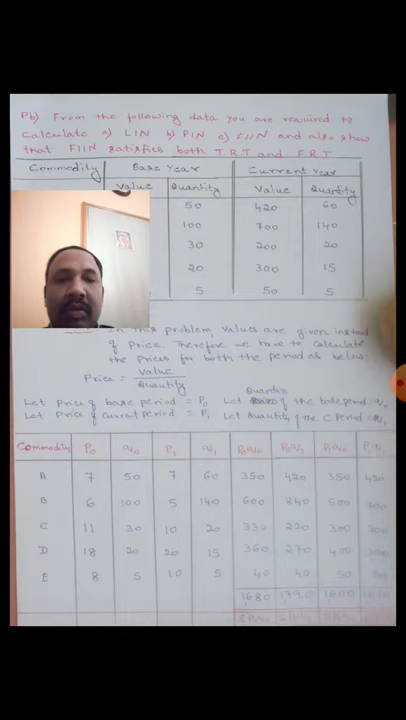 Pb) From the following data you are required to
Calculate a) LIN b) PIN c) FIIN and also show
that FIIN satisfies both T.R.T and F.R.T
Commodity Base Year Current Year
Value Quantity Value Quantity
50 420 60
100 700 140
30 200 20
20 300 15
5 50 5
In this problem, values are given instead
of Price. Therefore we have to calculate
the Prices for both the period as below:
Price = Value / Quantity
Let Price of base period = P₀ Let Quantity of the base period = q₀
Let Price of Current period = P₁ Let Quantity of the C Period = q₁
Commodity P₀ q₀ P₁ q₁ P₀q₀ P₀q₁ P₁q₀ P₁q₁
A 7 50 7 60 350 420 350 420
B 6 100 5 140 600 840 500 700
C 11 30 10 20 330 220 300 200
D 18 20 20 15 360 270 400 300
E 8 5 10 5 40 40 50 50
1680 1790 1600 1670